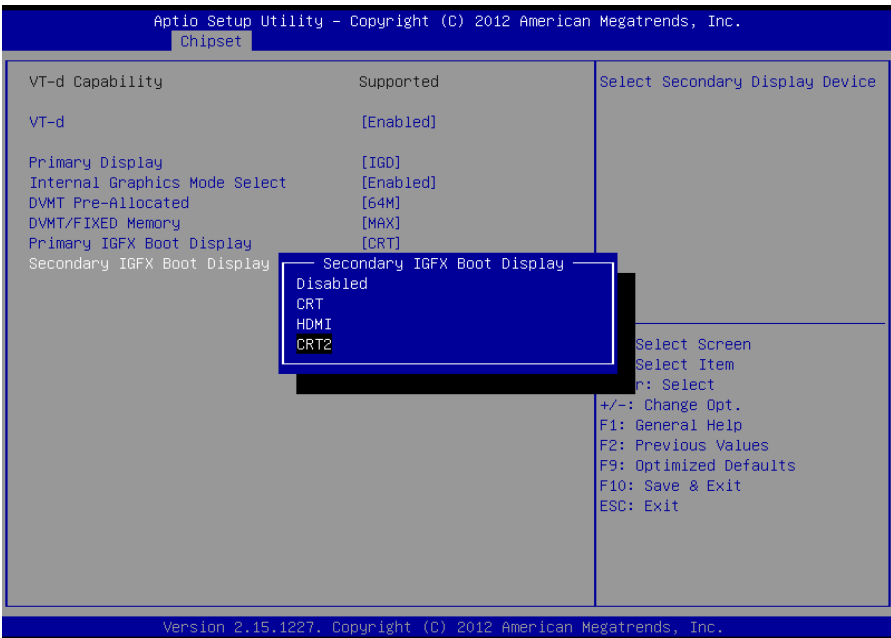 Aptio Setup Utility – Copyright (C) 2012 American Megatrends, Inc.
Chipset
VT-d Capability Supported
VT-d [Enabled]
Primary Display [IGD]
Internal Graphics Mode Select [Enabled]
DVMT Pre-Allocated [64M]
DVMT/FIXED Memory [MAX]
Primary IGFX Boot Display [CRT]
Secondary IGFX Boot Display
Secondary IGFX Boot Display
Disabled
CRT
HDMI
CRT2
Select Secondary Display Device
Select Screen
Select Item
r: Select
+/-: Change Opt.
F1: General Help
F2: Previous Values
F9: Optimized Defaults
F10: Save & Exit
ESC: Exit
Version 2.15.1227. Copyright (C) 2012 American Megatrends, Inc.